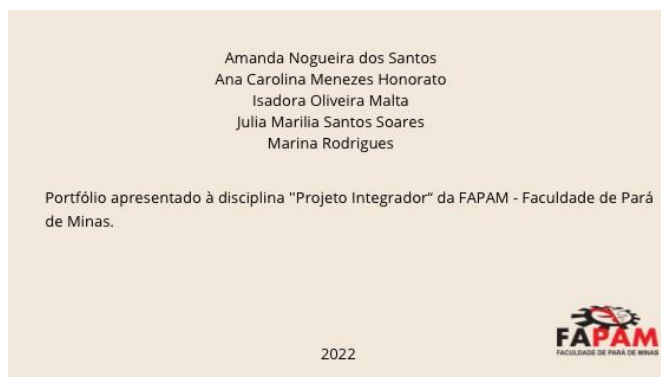 Amanda Nogueira dos Santos
Ana Carolina Menezes Honorato
Isadora Oliveira Malta
Julia Marilia Santos Soares
Marina Rodrigues
Portfólio apresentado à disciplina "Projeto Integrador“ da FAPAM - Faculdade de Pará
de Minas.
2022
FAPAM
FACULDADE DE PARÁ DE MINAS